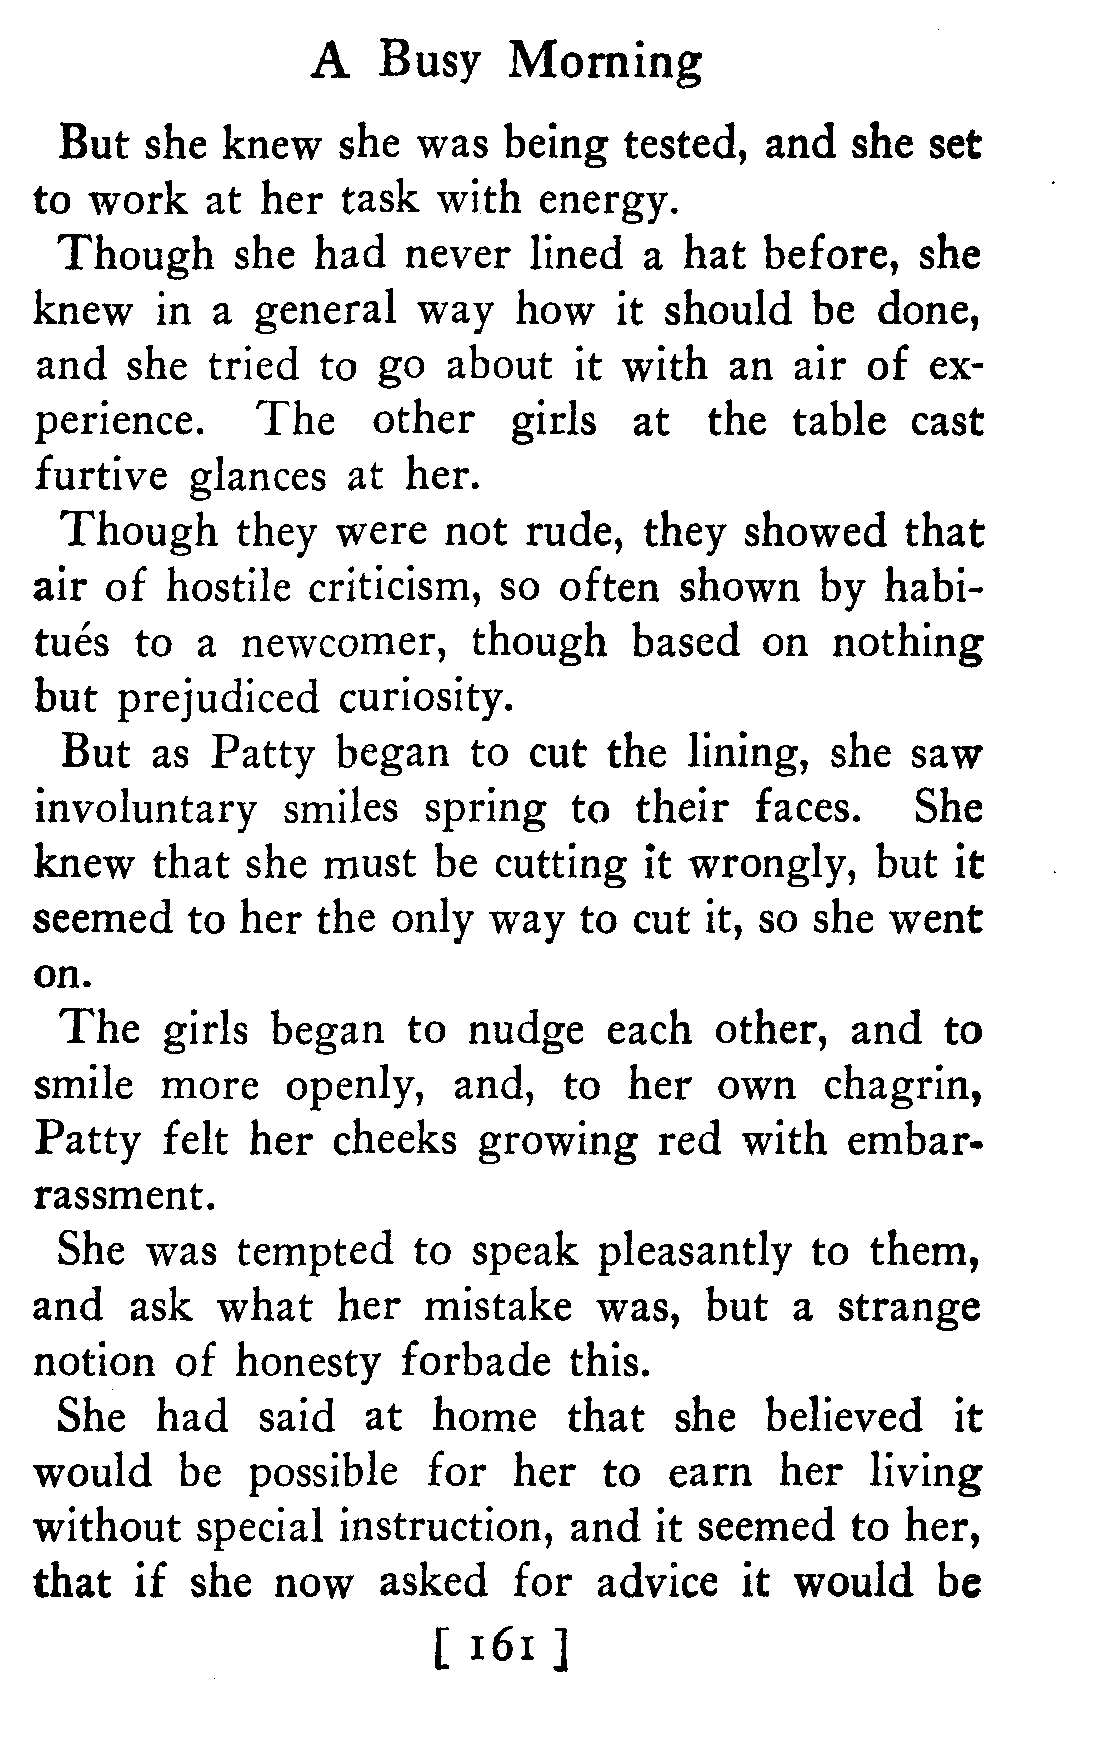 A Busy Morning
But she knew she was being tested, and she set
to work at her task with energy.
Though she had never lined a hat before, she
knew in a general way how it should be done,
and she tried to go about it with an air of ex-
perience. The other girls at the table cast
furtive glances at her.
Though they were not rude, they showed that
air of hostile criticism, so often shown by habi-
tués to a newcomer, though based on nothing
but prejudiced curiosity.
But as Patty began to cut the lining, she saw
involuntary smiles spring to their faces. She
knew that she must be cutting it wrongly, but it
seemed to her the only way to cut it, so she went
on.
The girls began to nudge each other, and to
smile more openly, and, to her own chagrin,
Patty felt her cheeks growing red with embar-
rassment.
She was tempted to speak pleasantly to them,
and ask what her mistake was, but a strange
notion of honesty forbade this.
She had said at home that she believed it
would be possible for her to earn her living
without special instruction, and it seemed to her,
that if she now asked for advice it would be
[ 161 ]